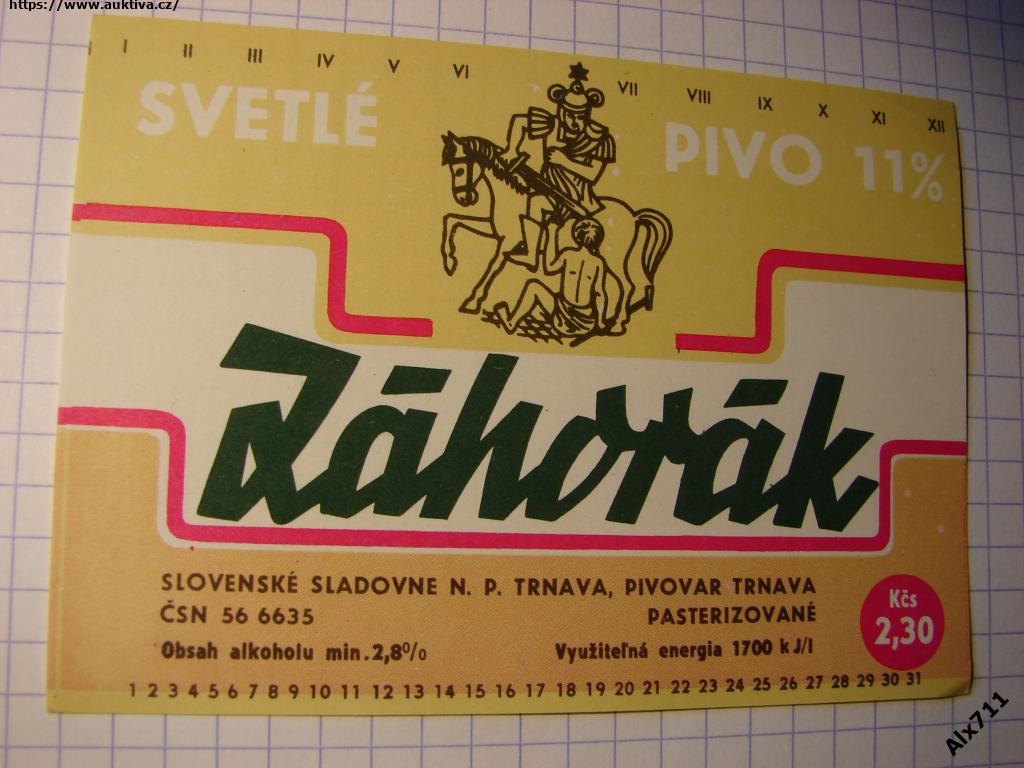 https://www.auktiva.cz/
I II III IV V VI VII VIII IX X XI XII
SVETLÉ PIVO 11%
Záhorák
SLOVENSKÉ SLADOVNE N. P. TRNAVA, PIVOVAR TRNAVA
ČSN 56 6635 PASTERIZOVANÉ
Obsah alkoholu min. 2,8% Využiteľná energia 1700 kJ/l
Kčs
2,30
1 2 3 4 5 6 7 8 9 10 11 12 13 14 15 16 17 18 19 20 21 22 23 24 25 26 27 28 29 30 31
Alx711